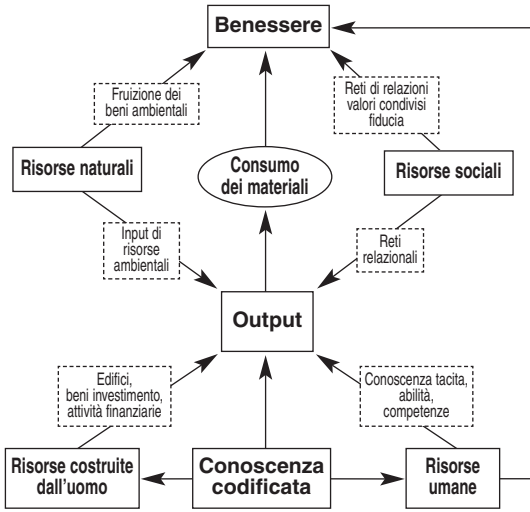 Benessere
Fruizione dei
beni ambientali
Reti di relazioni
valori condivisi
fiducia
Risorse naturali
Consumo
dei materiali
Risorse sociali
Input di
risorse
ambientali
Reti
relazionali
Output
Edifici,
beni investimento,
attività finanziarie
Conoscenza tacita,
abilità,
competenze
Risorse costruite
dall'uomo
Conoscenza
codificata
Risorse
umane